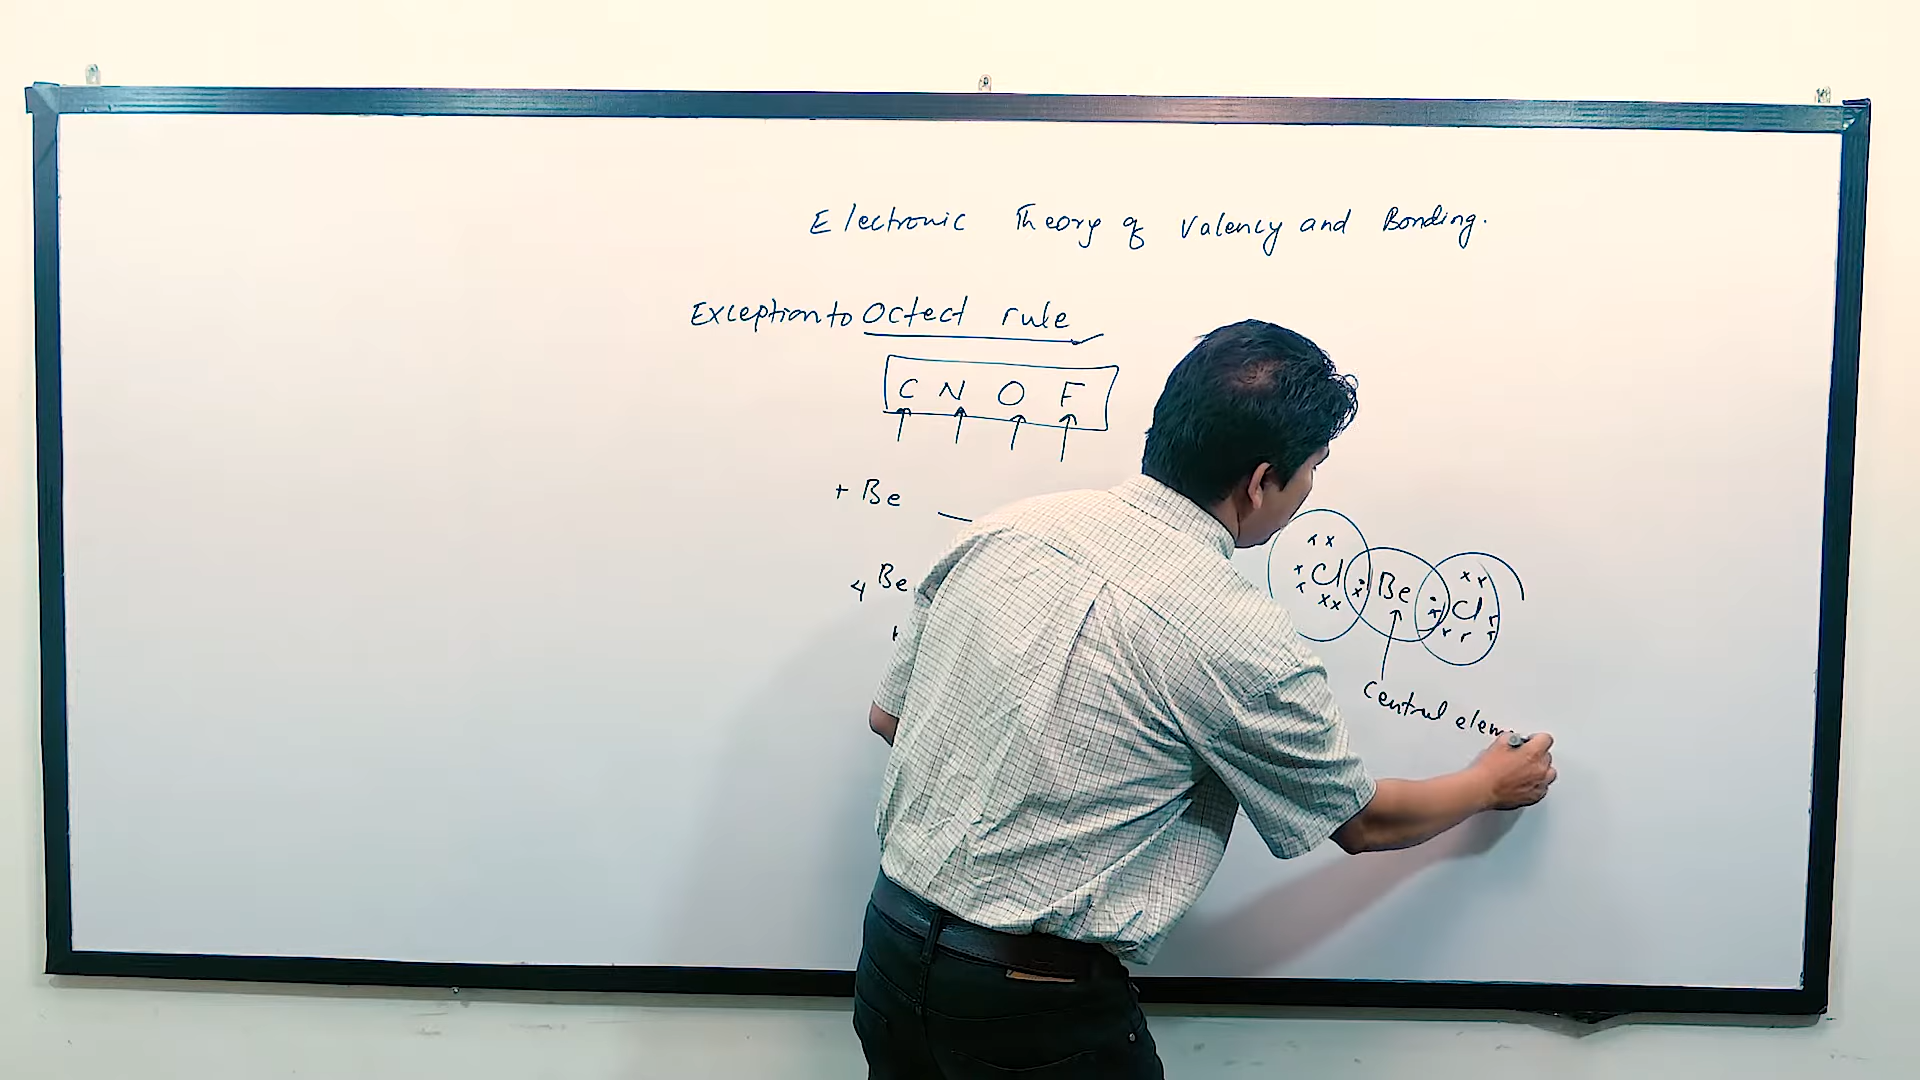 Electronic Theory of Valency and Bonding.
Exception to Octect rule
C N O F
+ Be
4 Be
Cl Be Cl
Central elem